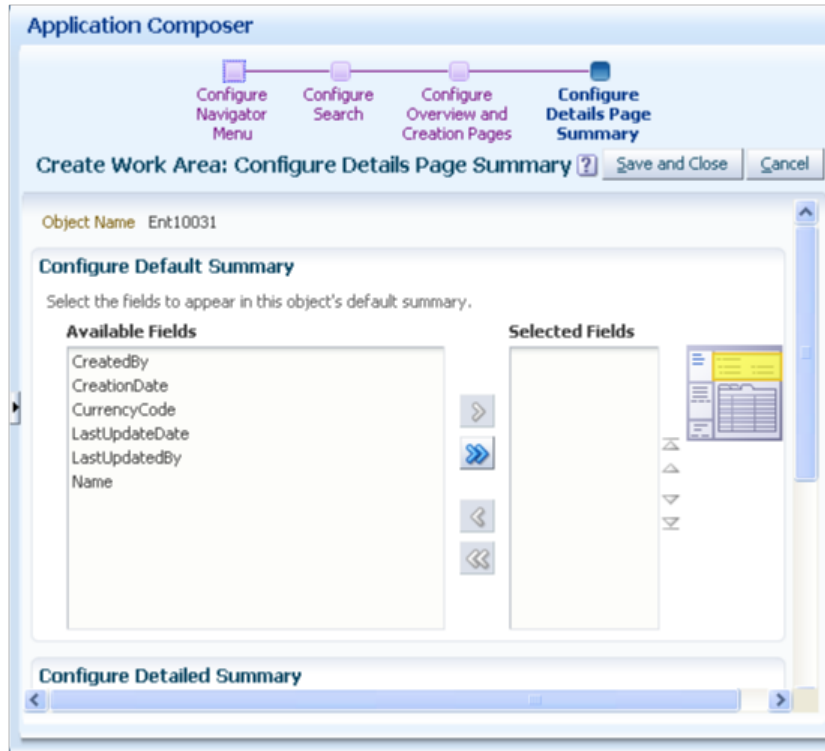 Application Composer
Configure Navigator Menu
Configure Search
Configure Overview and Creation Pages
Configure Details Page Summary
Create Work Area: Configure Details Page Summary ? Save and Close Cancel
Object Name Ent10031
Configure Default Summary
Select the fields to appear in this object's default summary.
Available Fields
CreatedBy
CreationDate
CurrencyCode
LastUpdateDate
LastUpdatedBy
Name
Selected Fields
Configure Detailed Summary